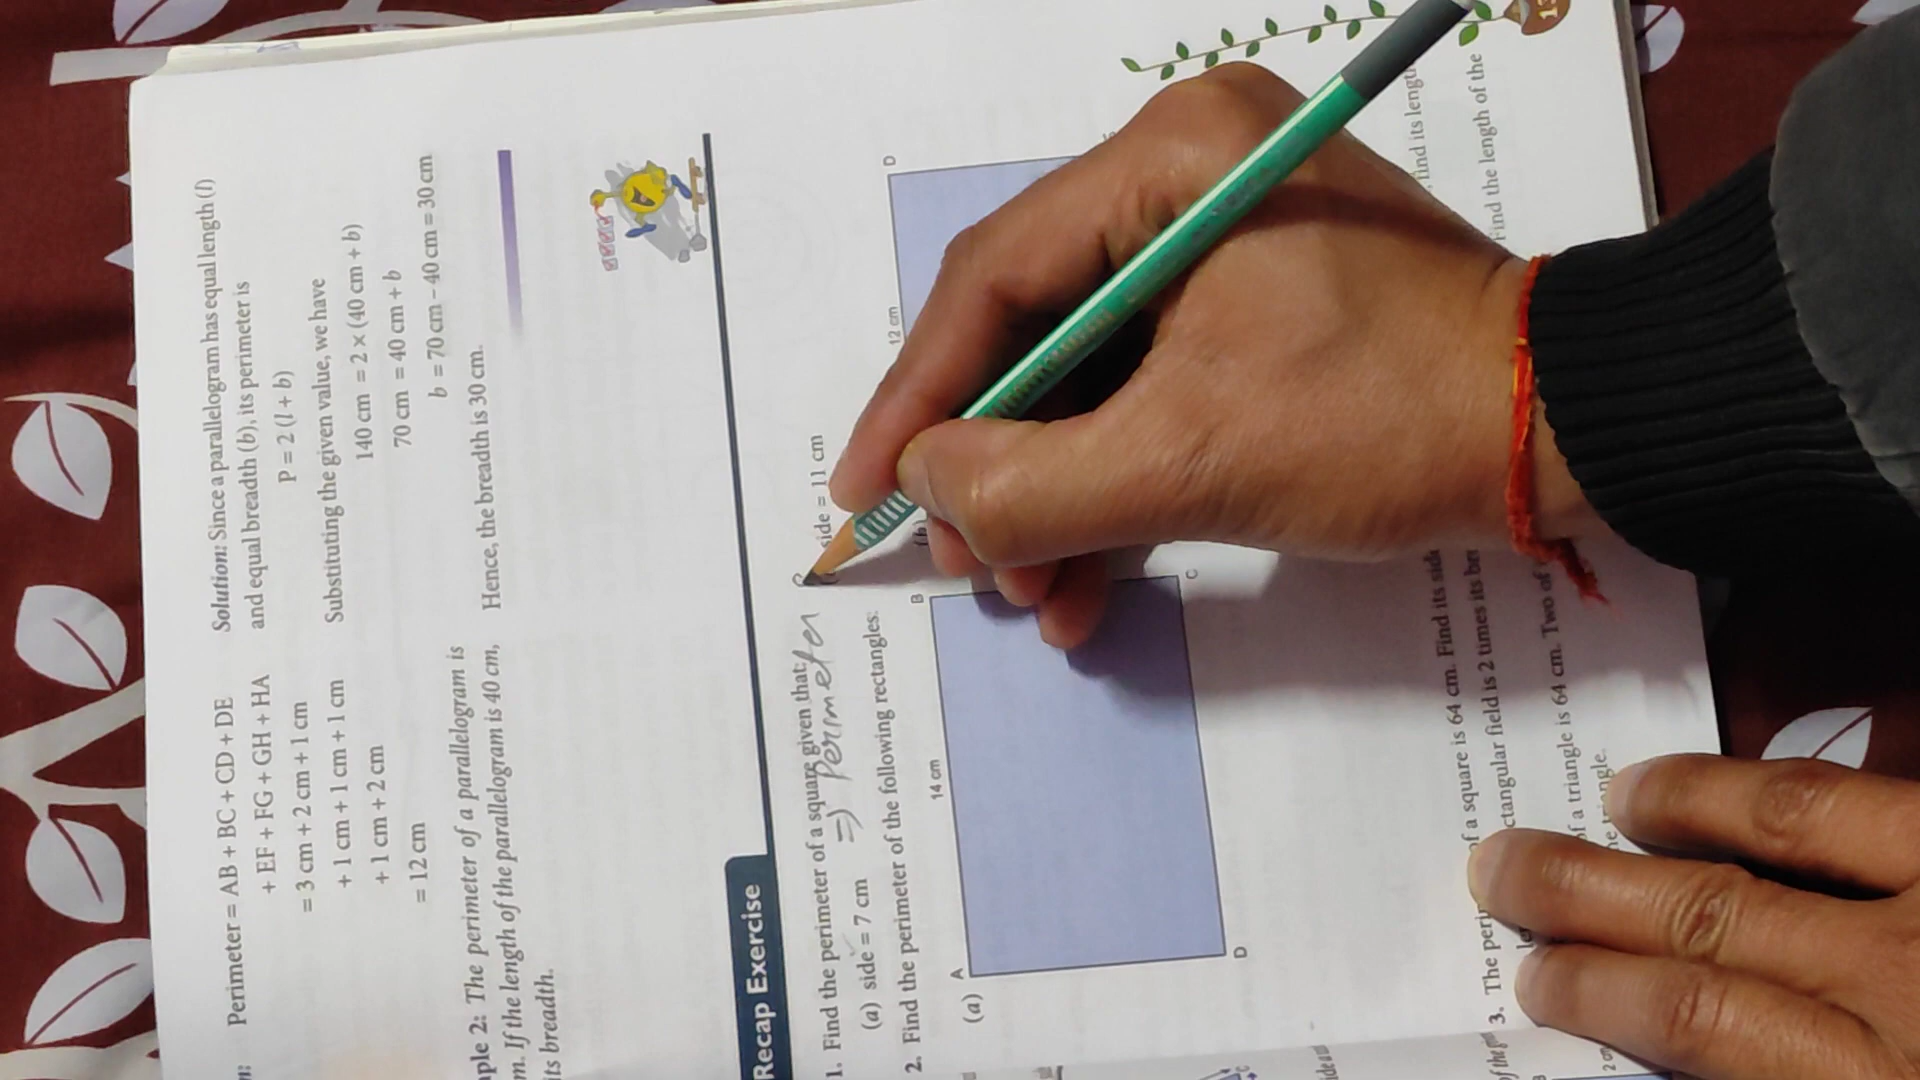 Perimeter = AB + BC + CD + DE
+ EF + FG + GH + HA
= 3 cm + 2 cm + 1 cm
+ 1 cm + 1 cm + 1 cm
+ 1 cm + 2 cm
= 12 cm
2: The perimeter of a parallelogram is
m. If the length of the parallelogram is 40 cm,
its breadth.
Solution: Since a parallelogram has equal length (l)
and equal breadth (b), its perimeter is
P = 2 (l + b)
Substituting the given value, we have
140 cm = 2 × (40 cm + b)
70 cm = 40 cm + b
b = 70 cm – 40 cm = 30 cm
Hence, the breadth is 30 cm.
Recap Exercise
1. Find the perimeter of a square given that:
(a) side = 7 cm
⇒ Perimeter
side = 11 cm
2. Find the perimeter of the following rectangles:
(a)
A
14 cm
B
C
D
(b)
12 cm
D
3. The of a square is 64 cm. Find its
find its
field is 2 times its
Find the length of the
of a triangle is 64 cm. Two of
2 cm